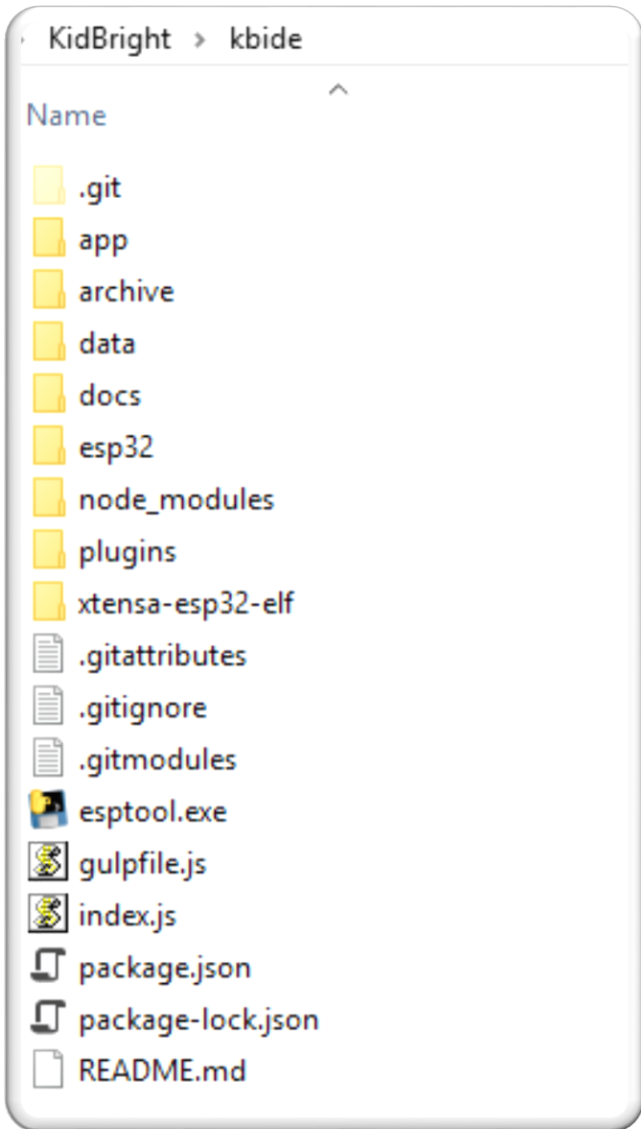 KidBright > kbide
Name
.git
app
archive
data
docs
esp32
node_modules
plugins
xtensa-esp32-elf
.gitattributes
.gitignore
.gitmodules
esptool.exe
gulpfile.js
index.js
package.json
package-lock.json
README.md